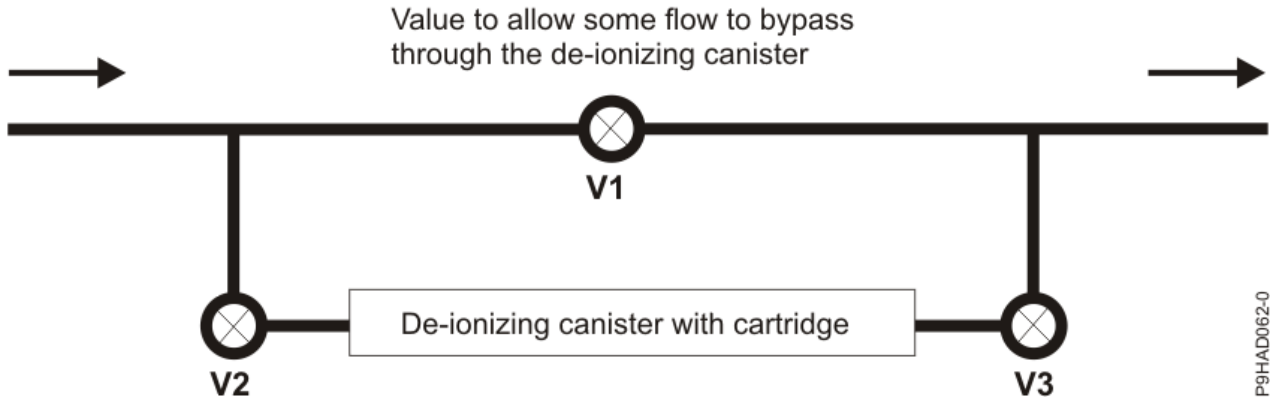 Value to allow some flow to bypass
through the de-ionizing canister
V1
De-ionizing canister with cartridge
V2
V3
P9HAD062-0